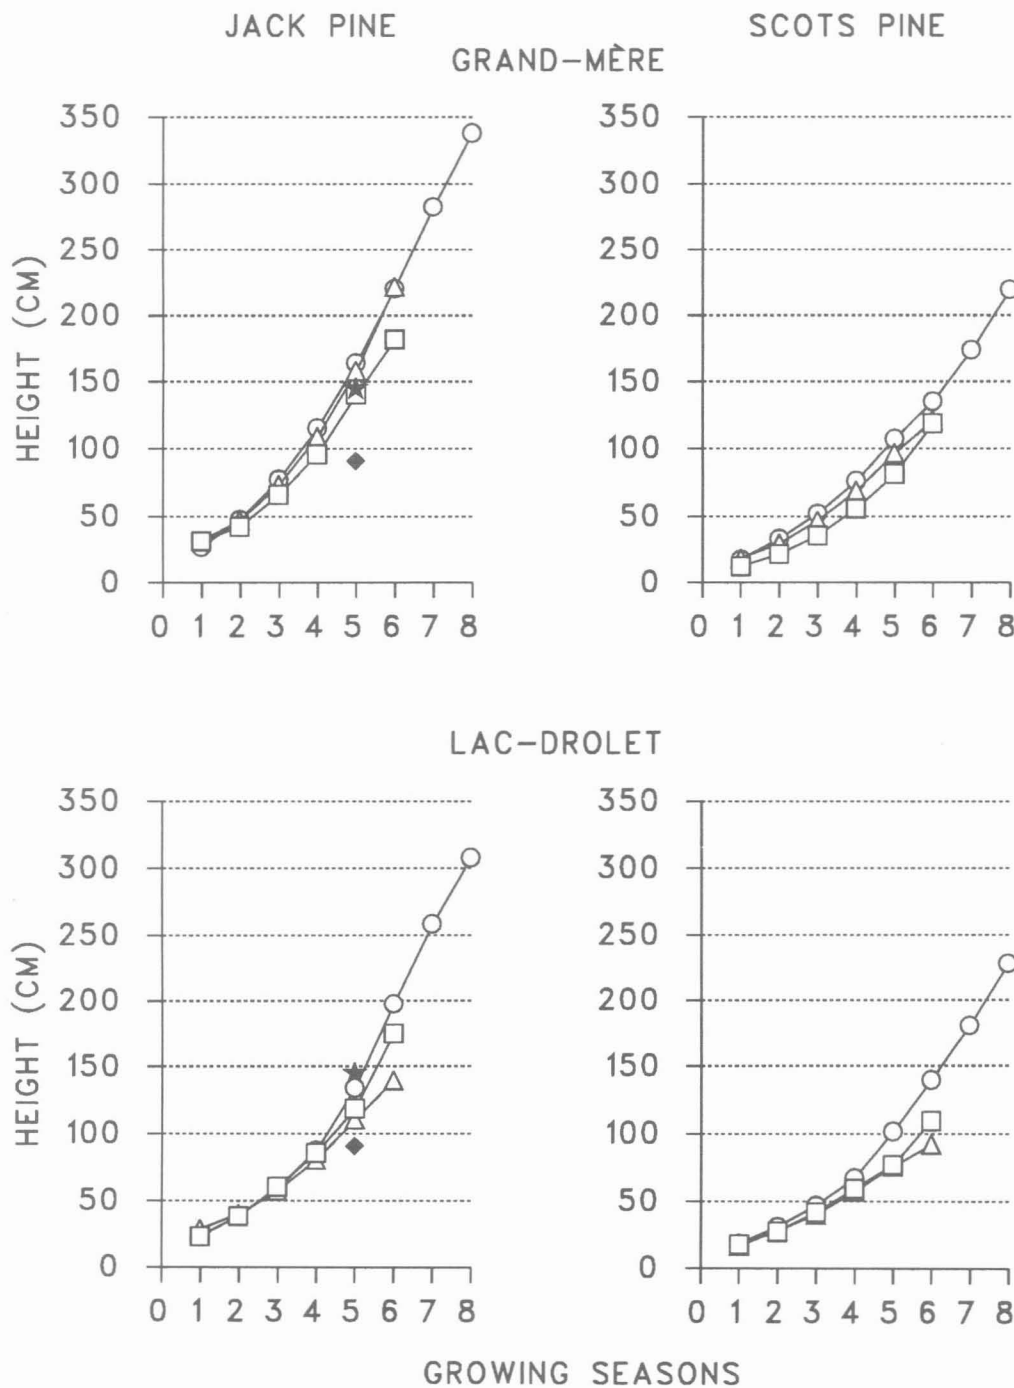 JACK PINE SCOTS PINE
GRAND-MÈRE
HEIGHT (CM)
350 350
300 300
250 250
200 200
150 150
100 100
50 50
0 0
0 1 2 3 4 5 6 7 8 0 1 2 3 4 5 6 7 8
LAC-DROLET
HEIGHT (CM)
350 350
300 300
250 250
200 200
150 150
100 100
50 50
0 0
0 1 2 3 4 5 6 7 8 0 1 2 3 4 5 6 7 8
GROWING SEASONS